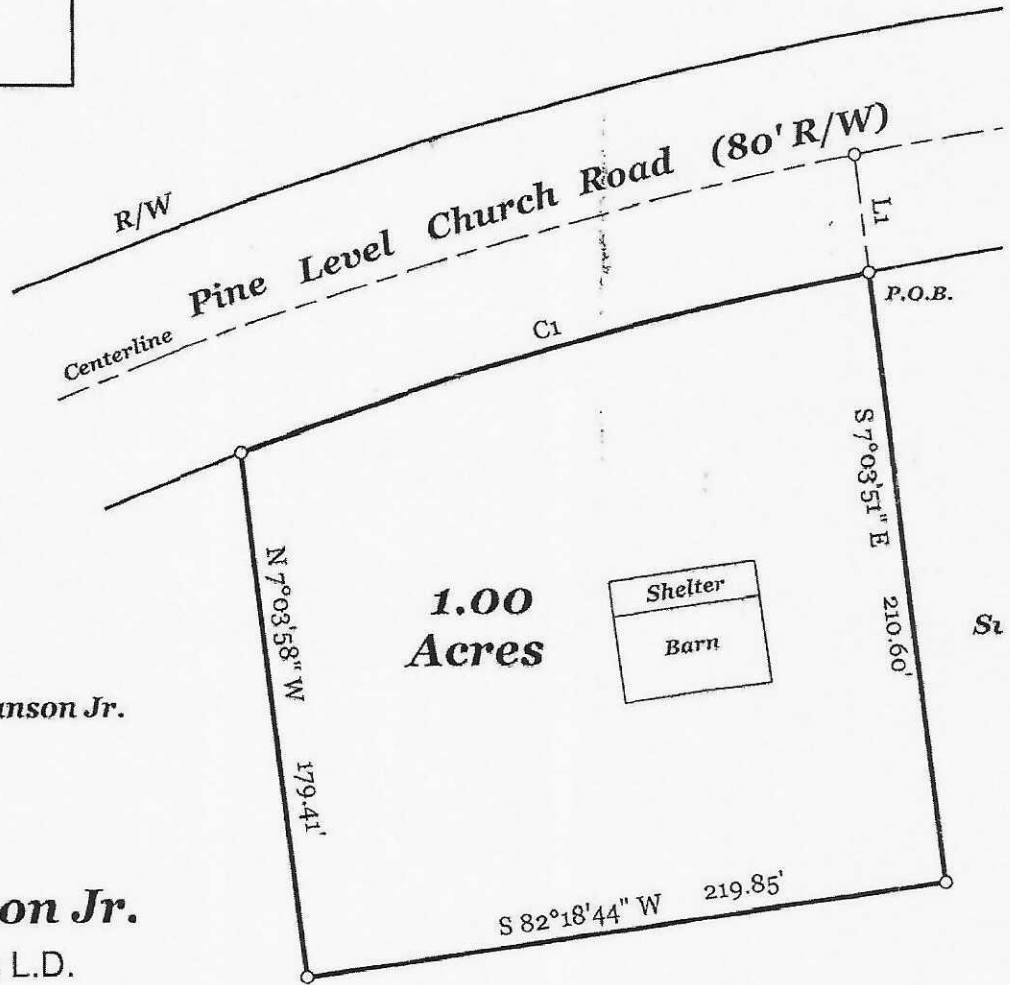 R/W
Centerline
Pine Level Church Road (80' R/W)
L1
P.O.B.
C1
S 7°03'51" E 210.60'
N 7°03'58" W 179.41'
1.00
Acres
Shelter
Barn
anson Jr.
S 82°18'44" W 219.85'
on Jr.
L.D.